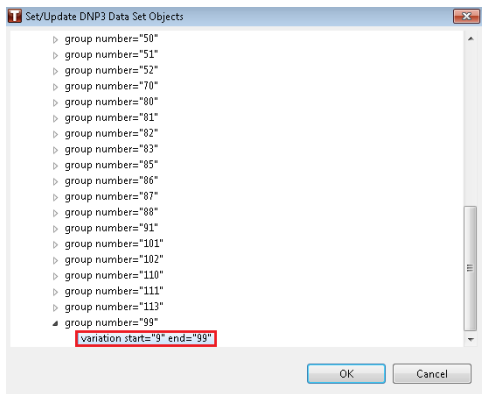 Set/Update DNP3 Data Set Objects
group number="50"
group number="51"
group number="52"
group number="70"
group number="80"
group number="81"
group number="82"
group number="83"
group number="85"
group number="86"
group number="87"
group number="88"
group number="91"
group number="101"
group number="102"
group number="110"
group number="111"
group number="113"
group number="99"
variation start="9" end="99"
OK Cancel